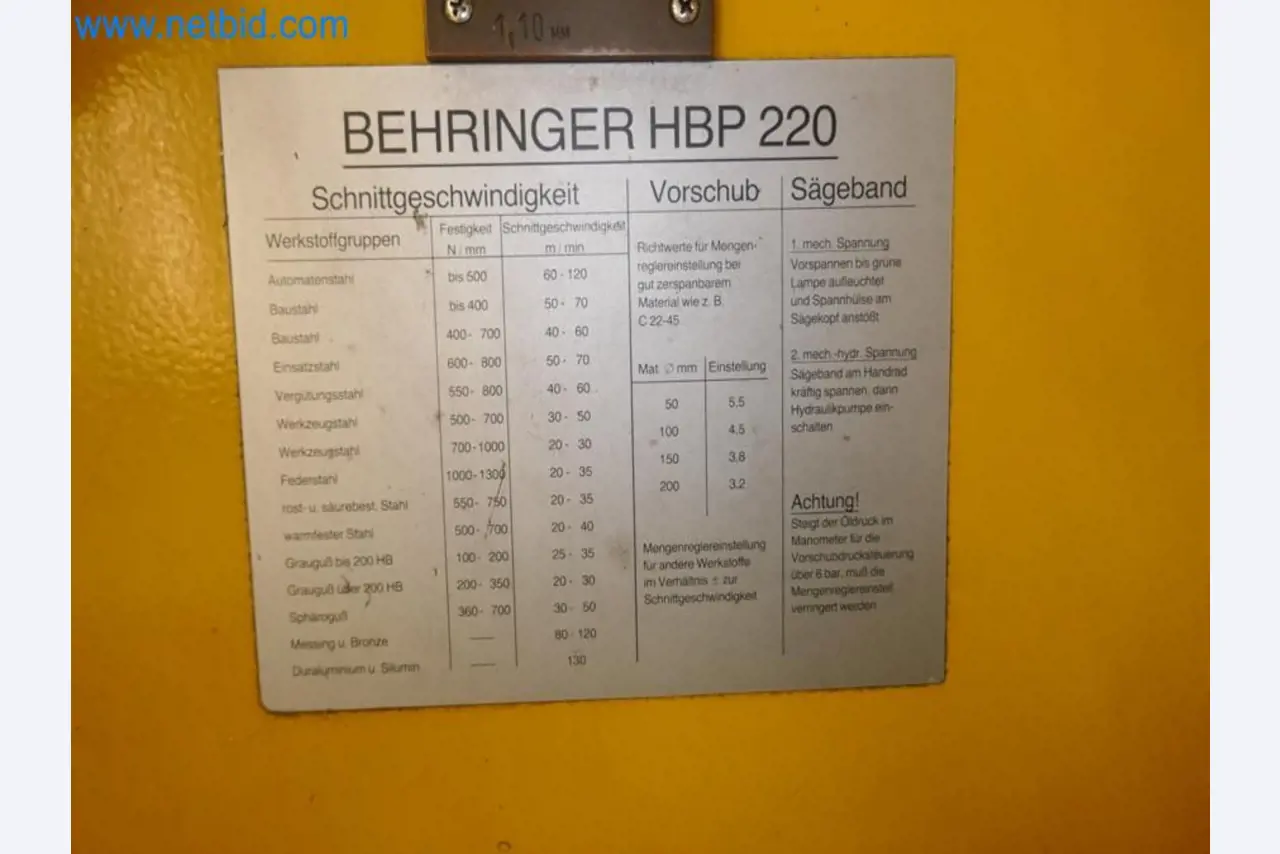 www.netbid.com
1,10 MM
BEHRINGER HBP 220
Schnittgeschwindigkeit
Werkstoffgruppen Festigkeit N/mm Schnittgeschwindigkeit m/min
Automatenstahl bis 500 60-120
Baustahl bis 400 50-70
Baustahl 400-700 40-60
Einsatzstahl 600-800 50-70
Vergütungsstahl 550-800 40-60
Werkzeugstahl 500-700 30-50
Werkzeugstahl 700-1000 20-30
Federstahl 1000-1300 20-35
rost- u. säurebest. Stahl 550-750 20-35
warmfester Stahl 500-700 20-40
Grauguß bis 200 HB 100-200 25-35
Grauguß über 200 HB 200-350 20-30
Sphäroguß 360-700 30-50
Messing u. Bronze — 80-120
Duraluminium u. Silumin — 130
Vorschub
Richtwerte für Mengen-
reglereinstellung bei
gut zerspanbarem
Material wie z. B.
C 22-45
Mat ∅ mm Einstellung
50 5.5
100 4.5
150 3.8
200 3.2
Mengenreglereinstellung
für andere Werkstoffe
im Verhältnis ± zur
Schnittgeschwindigkeit
Sägeband
1. mech. Spannung
Vorspannen bis grüne
Lampe aufleuchtet
und Spannhülse am
Sägekopf anstößt
2. mech.-hydr. Spannung
Sägeband am Handrad
kräftig spannen, dann
Hydraulikpumpe ein-
schalten
Achtung!
Steigt der Öldruck im
Manometer für die
Vorschubdrucksteuerung
über 6 bar, muß die
Mengenreglereinstell
verringert werden